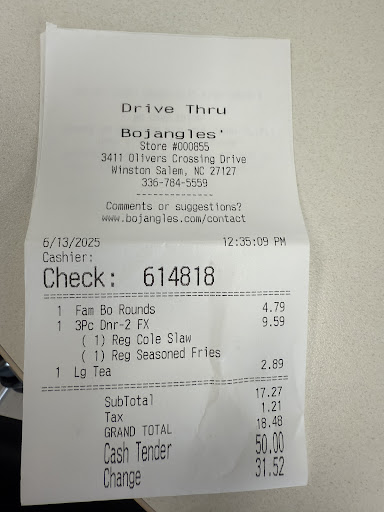 Drive Thru
Bojangles'
Store #000855
3411 Olivers Crossing Drive
Winston Salem, NC 27127
336-784-5559
--------------
Comments or suggestions?
www.bojangles.com/contact
6/13/2025 12:35:09 PM
Cashier:
Check: 614818
1 Fam Bo Rounds 4.79
1 3Pc Dnr-2 FX 9.59
( 1) Reg Cole Slaw
( 1) Reg Seasoned Fries
1 Lg Tea 2.89
SubTotal 17.27
Tax 1.21
GRAND TOTAL 18.48
Cash Tender 50.00
Change 31.52